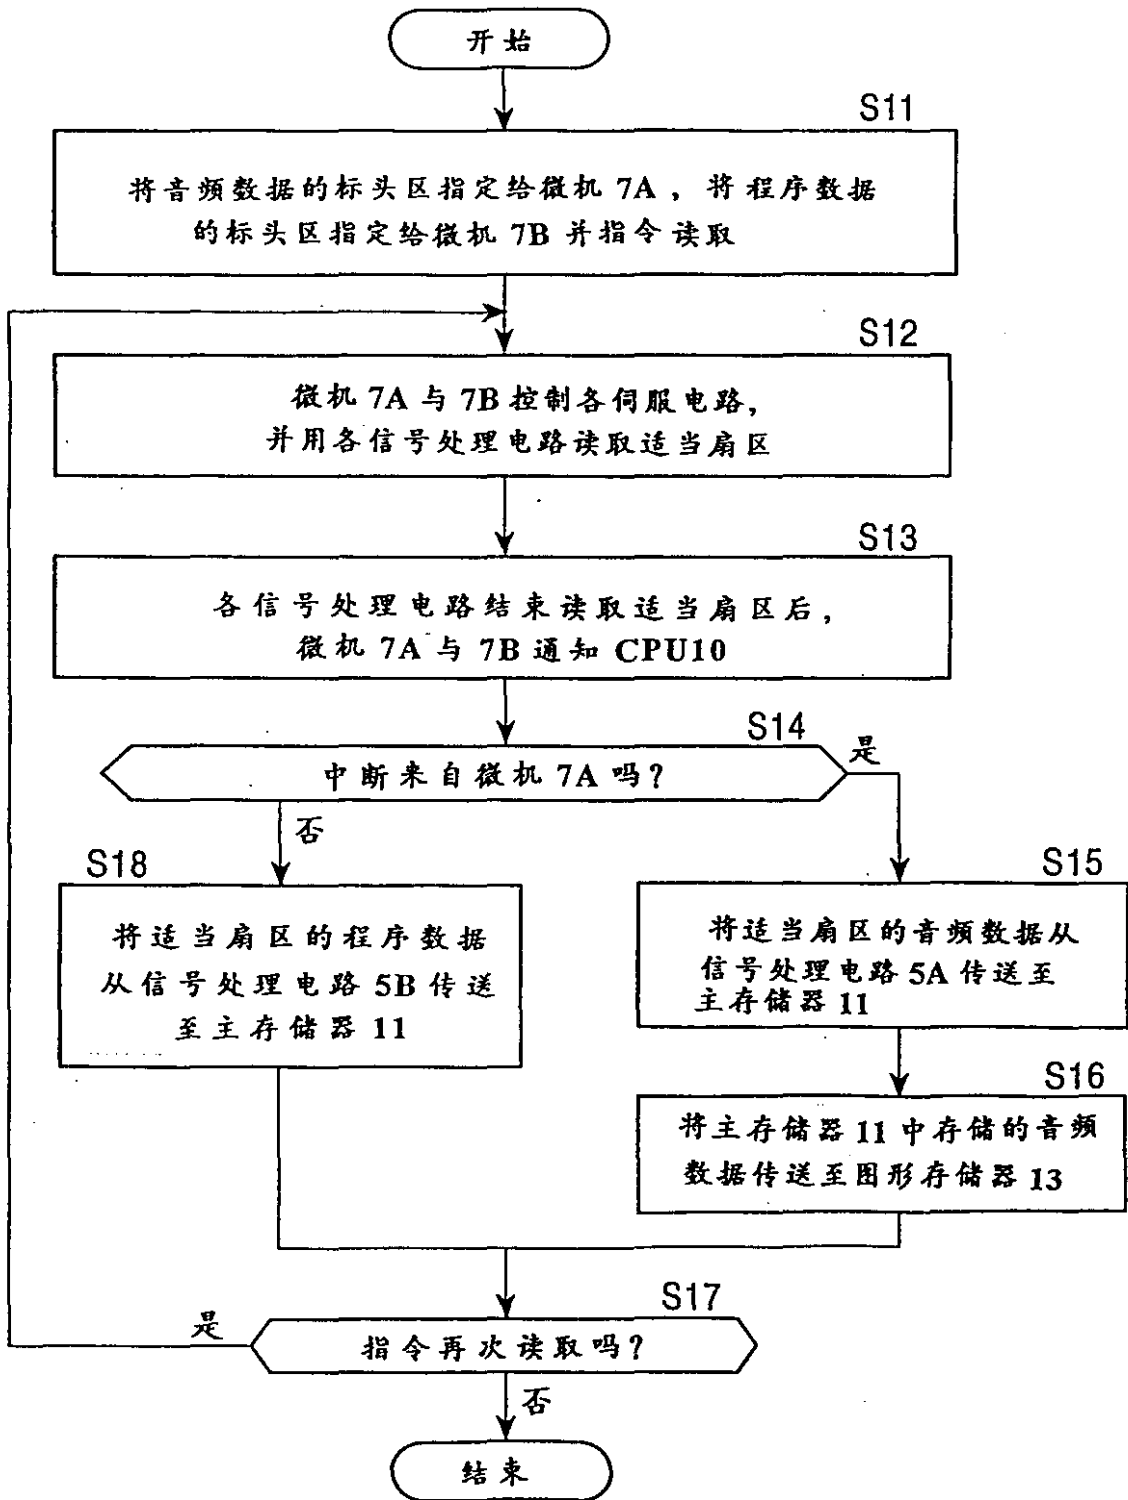 开始
S11
将音频数据的标头区指定给微机 7A，将程序数据
的标头区指定给微机 7B 并指令读取
S12
微机 7A 与 7B 控制各伺服电路，
并用各信号处理电路读取适当扇区
S13
各信号处理电路结束读取适当扇区后，
微机 7A 与 7B 通知 CPU10
S14
中断来自微机 7A 吗？
是
否
S18
将适当扇区的程序数据
从信号处理电路 5B 传送
至主存储器 11
S15
将适当扇区的音频数据从
信号处理电路 5A 传送至
主存储器 11
S16
将主存储器 11 中存储的音频
数据传送至图形存储器 13
S17
是
指令再次读取吗？
否
结束